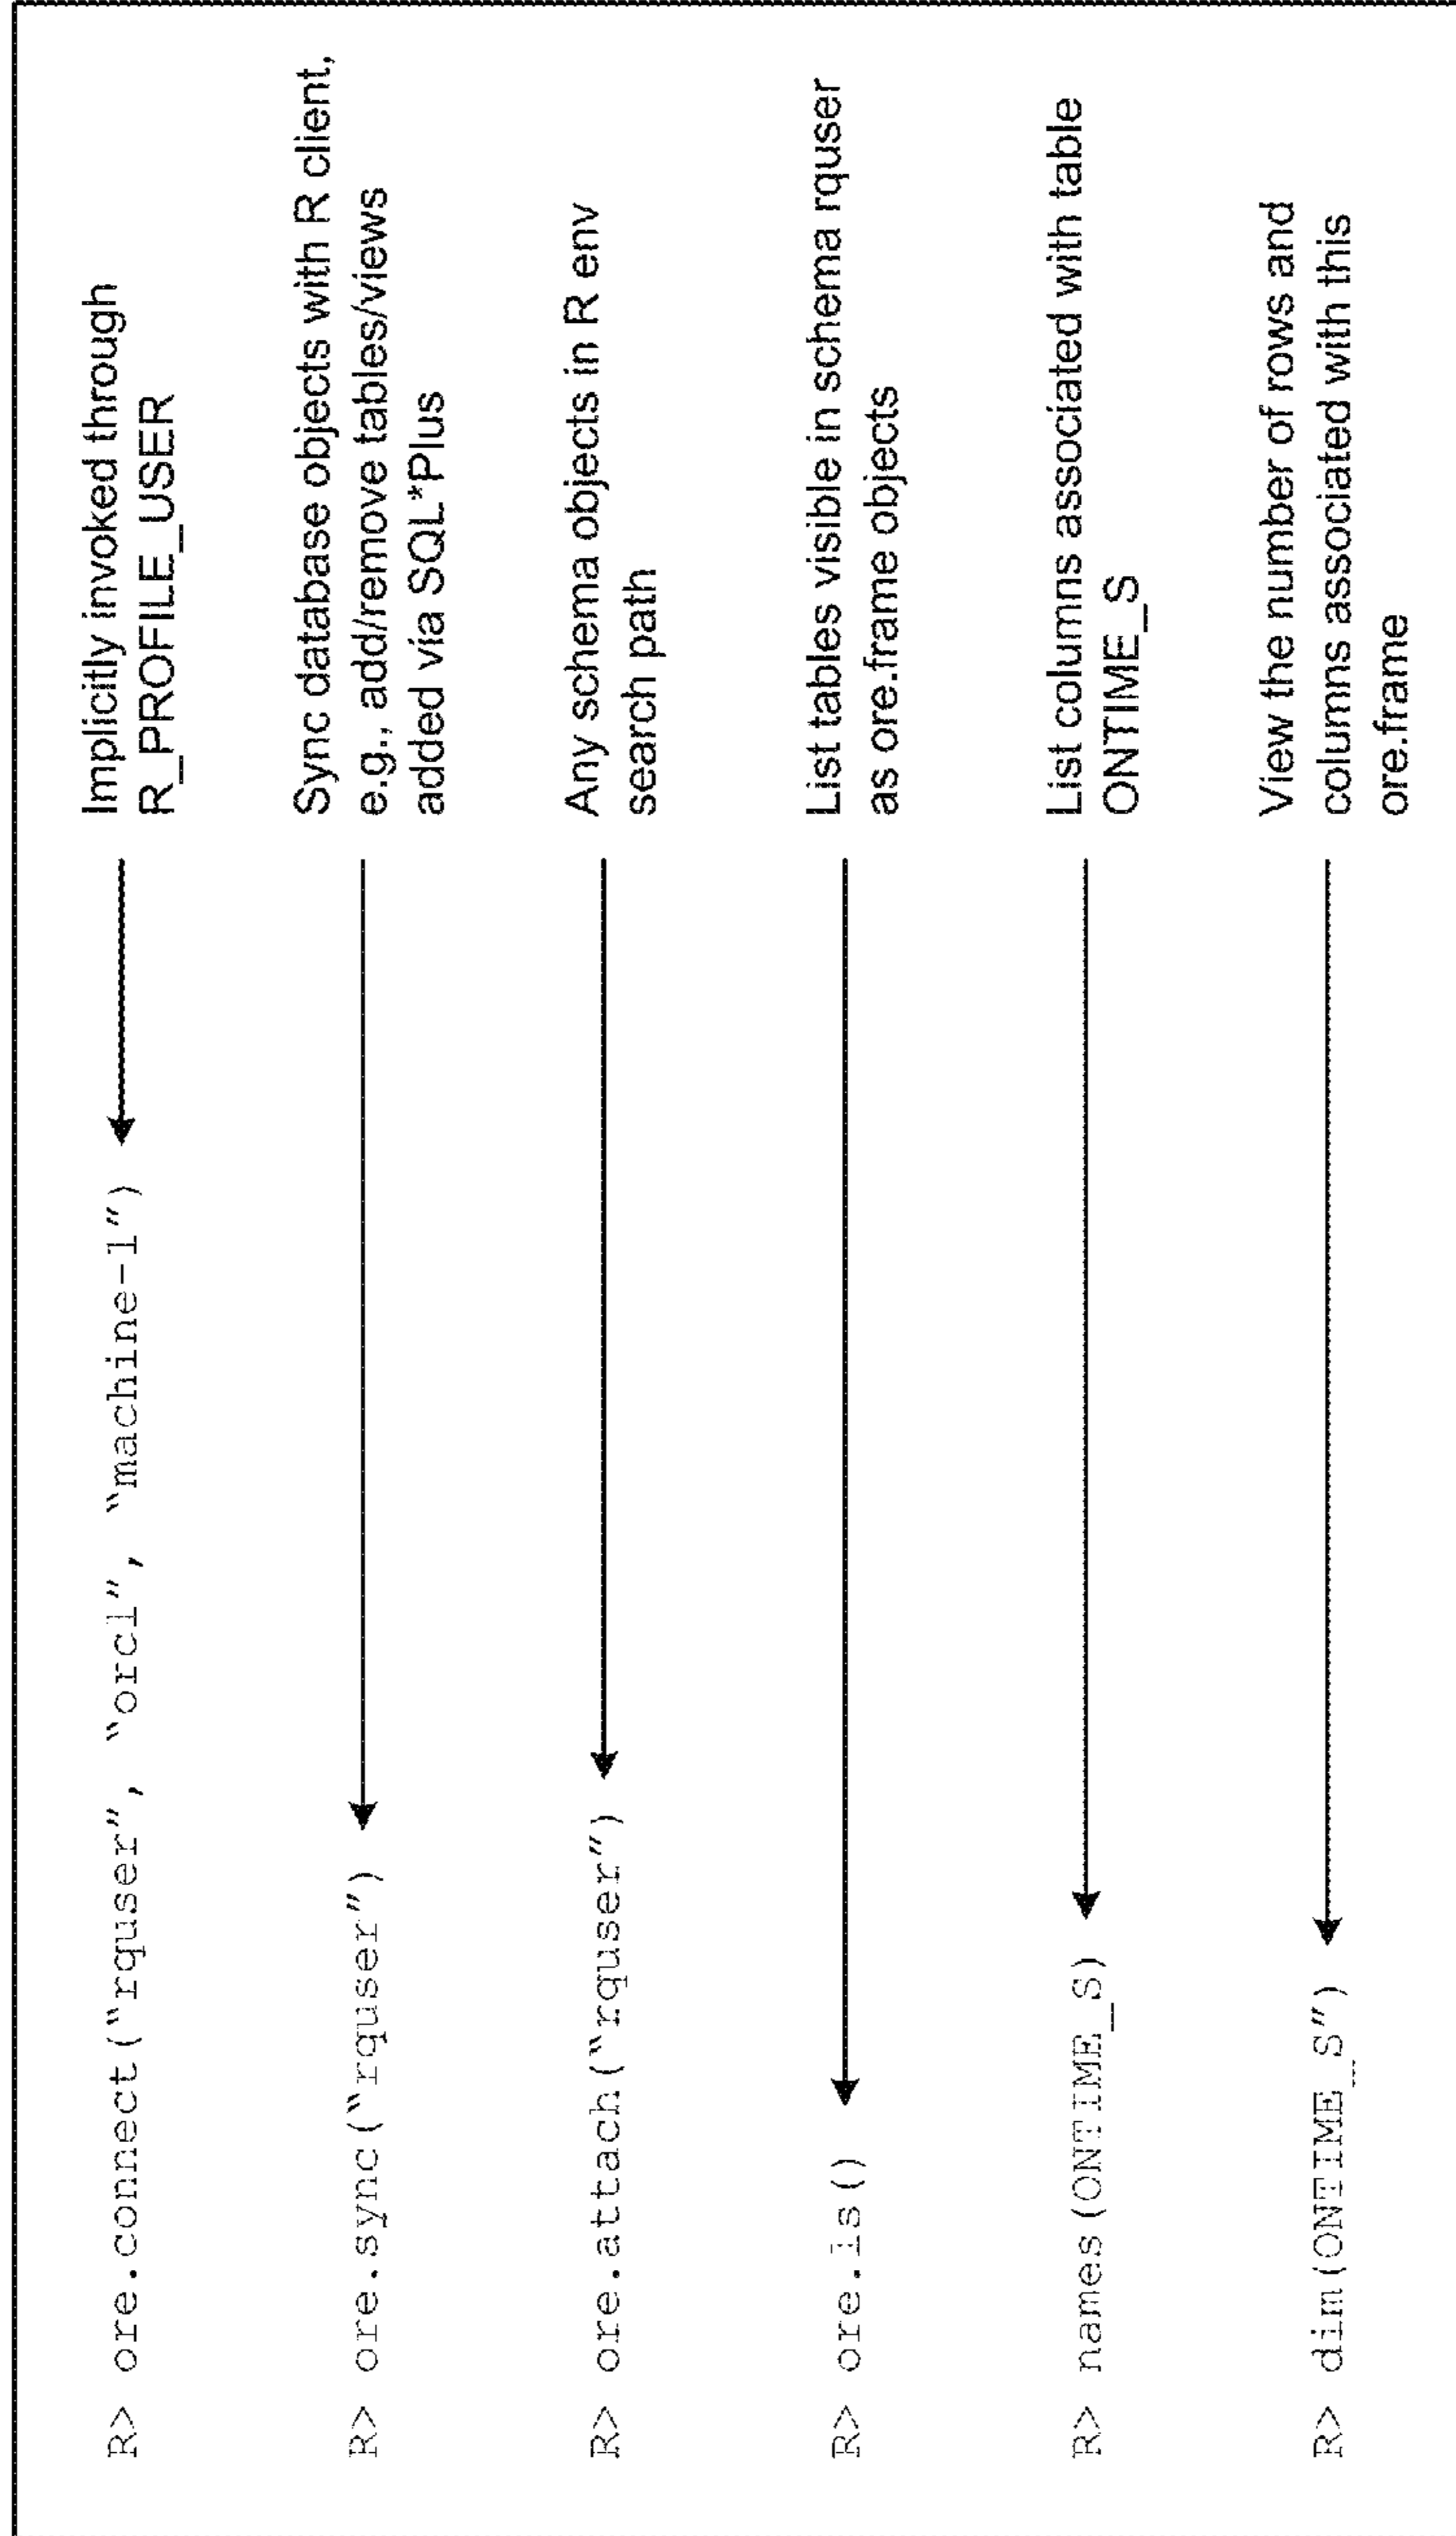 R> ore.connect(“rquser”, “orcl”, “machine-1”)
Implicitly invoked through
R_PROFILE_USER
R> ore.sync(“rquser”)
Sync database objects with R client,
e.g., add/remove tables/views
added via SQL*Plus
R> ore.attach(“rquser”)
Any schema objects in R env
search path
R> ore.ls()
List tables visible in schema rquser
as ore.frame objects
R> names(ONTIME_S)
List columns associated with table
ONTIME_S
R> dim(ONTIME_S”)
View the number of rows and
columns associated with this
ore.frame